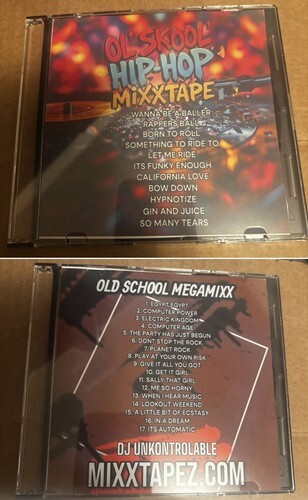 OL' SKOOL'
HIP-HOP
MiXXTAPE
WANNA BE A BALLER
RAPPERS BALL
BORN TO ROLL
SOMETHING TO RIDE TO
LET ME RIDE
ITS FUNKY ENOUGH
CALIFORNIA LOVE
BOW DOWN
HYPNOTIZE
GIN AND JUICE
SO MANY TEARS
OLD SCHOOL MEGAMIXX
1. EGYPT EGYPT
2. COMPUTER POWER
3. ELECTRIC KINGDOM
4. COMPUTER AGE
5. THE PARTY HAS JUST BEGUN
6. DONT STOP THE ROCK
7. PLANET ROCK
8. PLAY AT YOUR OWN RISK
9. GIVE IT ALL YOU GOT
10. GET IT GIRL
11. SALLY THAT GIRL
12. ME SO HORNY
13. WHEN I HEAR MUSIC
14. LOOKOUT WEEKEND
15. A LITTLE BIT OF ECSTASY
16. IN A DREAM
17. ITS AUTOMATIC
DJ UNKONTROLABLE
MIXXTAPEZ.COM